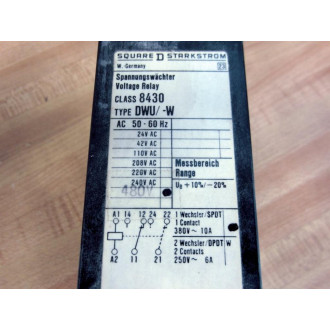 SQUARE D STARKSTROM
W. Germany
Spannungswächter
Voltage Relay
CLASS 8430
TYPE DWU/ -W
AC 50-60 Hz
24V AC
42V AC
110V AC
208V AC
220V AC
240V AC
480V
Messbereich
Range
UB +10%/-20%
A1 14 12 24 22
A2 11 21
1 Wechsler/SPDT
1 Contact
380V~ 10A
2 Wechsler/DPDT W
2 Contacts
250V~ 6A